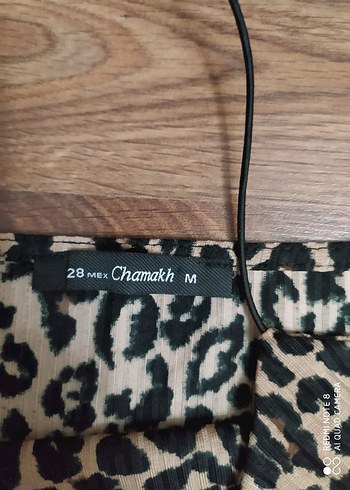 28 MEX Chamakh M
REDMI NOTE 8
AI QUAD CAMERA